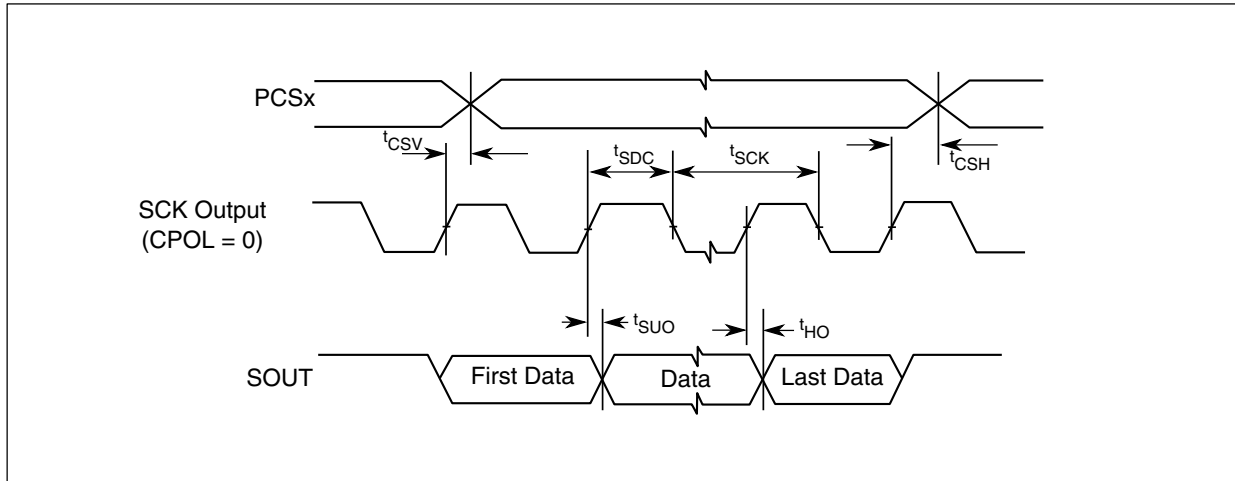 PCSx
tCSV
tSDC
tSCK
tCSH
SCK Output
(CPOL = 0)
tSUO
tHO
SOUT
First Data
Data
Last Data